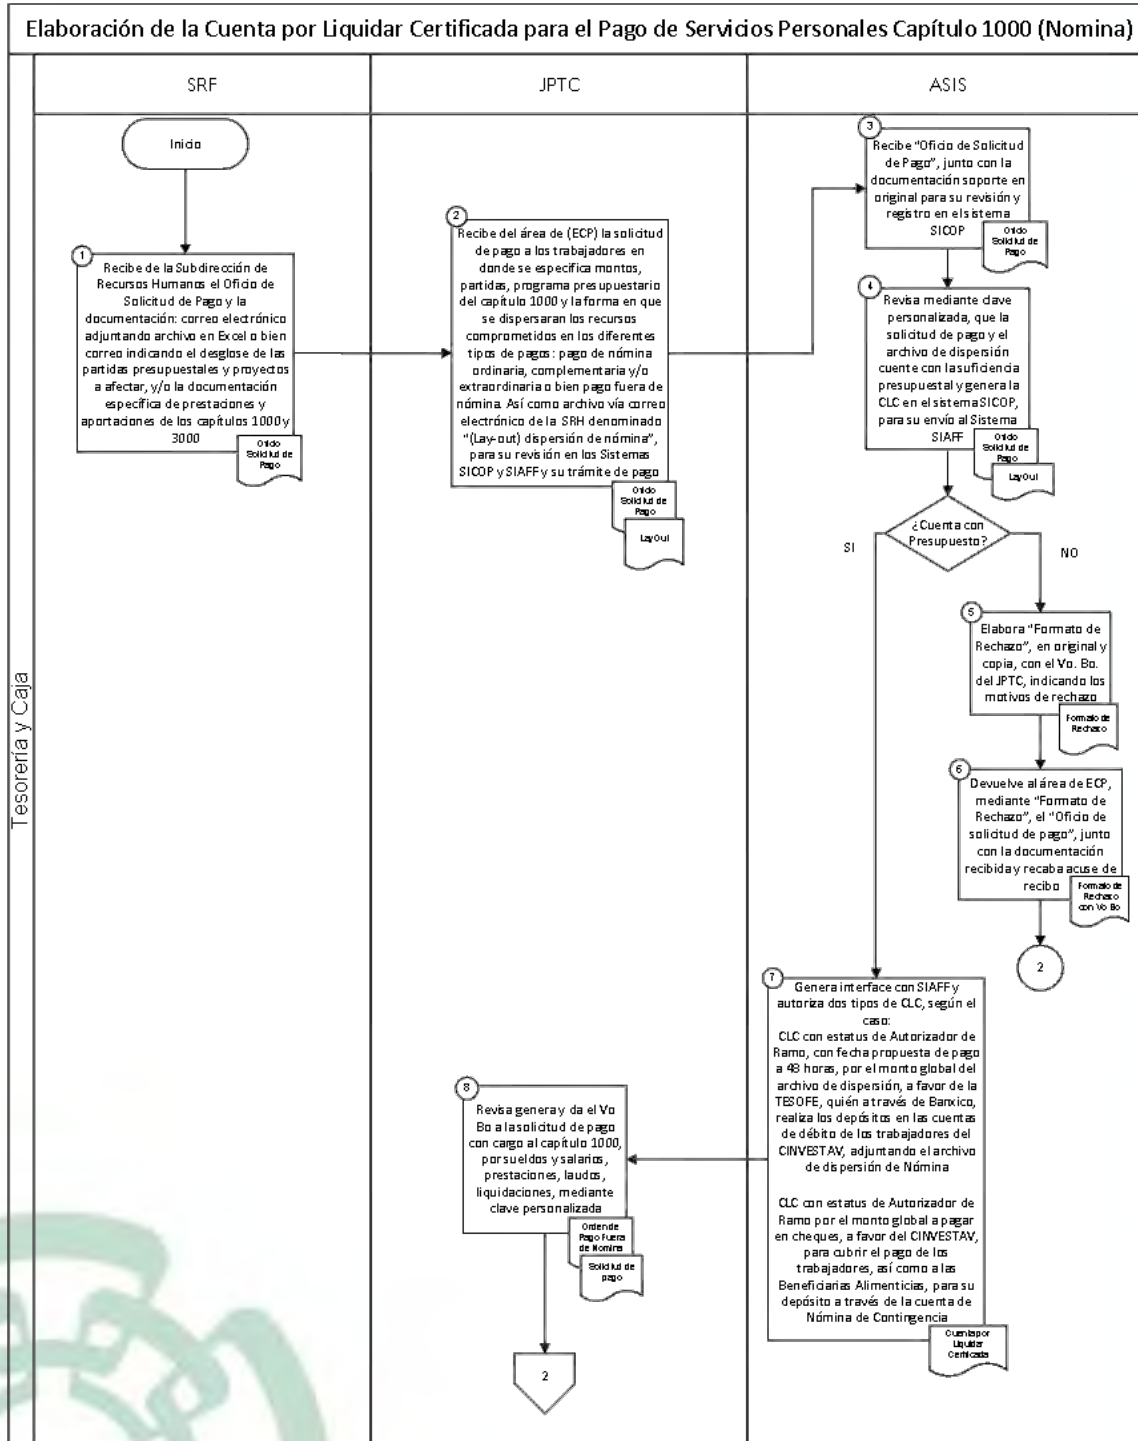 Elaboración de la Cuenta por Liquidar Certificada para el Pago de Servicios Personales Capítulo 1000 (Nomina)
SRF
JPTC
ASIS
Tesorería y Caja
Inicio
1
Recibe de la Subdirección de
Recursos Humanos el Oficio de
Solicitud de Pago y la
documentación: correo electrónico
adjuntando archivo en Excel o bien
correo indicando el desglose de las
partidas presupuestales y proyectos
a afectar, y/o la documentación
específica de prestaciones y
aportaciones de los capítulos 1000 y
3000
Oficio
Solicitud de
Pago
2
Recibe del área de (ECP) la solicitud
de pago a los trabajadores en
donde se especifica montos,
partidas, programa presupuestario
del capítulo 1000 y la forma en que
se dispersaran los recursos
comprometidos en los diferentes
tipos de pagos: pago de nómina
ordinaria, complementaria y/o
extraordinaria o bien pago fuera de
nómina. Así como archivo vía correo
electrónico de la SRH denominado
"(Lay-out) dispersión de nómina",
para su revisión en los Sistemas
SICOP y SIAFF y su trámite de pago
Oficio
Solicitud de
Pago
LayOut
3
Recibe "Oficio de Solicitud
de Pago", junto con la
documentación soporte en
original para su revisión y
registro en el sistema
SICOP
Oficio
Solicitud de
Pago
4
Revisa mediante clave
personalizada, que la
solicitud de pago y el
archivo de dispersión
cuente con la suficiencia
presupuestal y genera la
CLC en el sistema SICOP,
para su envío al Sistema
SIAFF
Oficio
Solicitud de
Pago
LayOut
¿Cuenta con
Presupuesto?
SI
NO
5
Elabora "Formato de
Rechazo", en original y
copia, con el Vo. Bo.
del JPTC, indicando los
motivos de rechazo
Formato de
Rechazo
6
Devuelve al área de ECP,
mediante "Formato de
Rechazo", el "Oficio de
solicitud de pago", junto
con la documentación
recibida y recaba acuse de
recibo
Formato de
Rechazo
con Vo Bo
2
7
Genera interface con SIAFF y
autoriza dos tipos de CLC, según el
caso:
CLC con estatus de Autorizador de
Ramo, con fecha propuesta de pago
a 48 horas, por el monto global del
archivo de dispersión, a favor de la
TESOFE, quién a través de Banxico,
realiza los depósitos en las cuentas
de débito de los trabajadores del
CINVESTAV, adjuntando el archivo
de dispersión de Nómina
CLC con estatus de Autorizador de
Ramo por el monto global a pagar
en cheques, a favor del CINVESTAV,
para cubrir el pago de los
trabajadores, así como a las
Beneficiarias Alimenticias, para su
depósito a través de la cuenta de
Nómina de Contingencia
Cuenta por
Liquidar
Certificada
8
Revisa genera y da el Vo
Bo a la solicitud de pago
con cargo al capítulo 1000,
por sueldos y salarios,
prestaciones, laudos,
liquidaciones, mediante
clave personalizada
Orden de
Pago Fuera
de Nomina
Solicitud de
pago
2